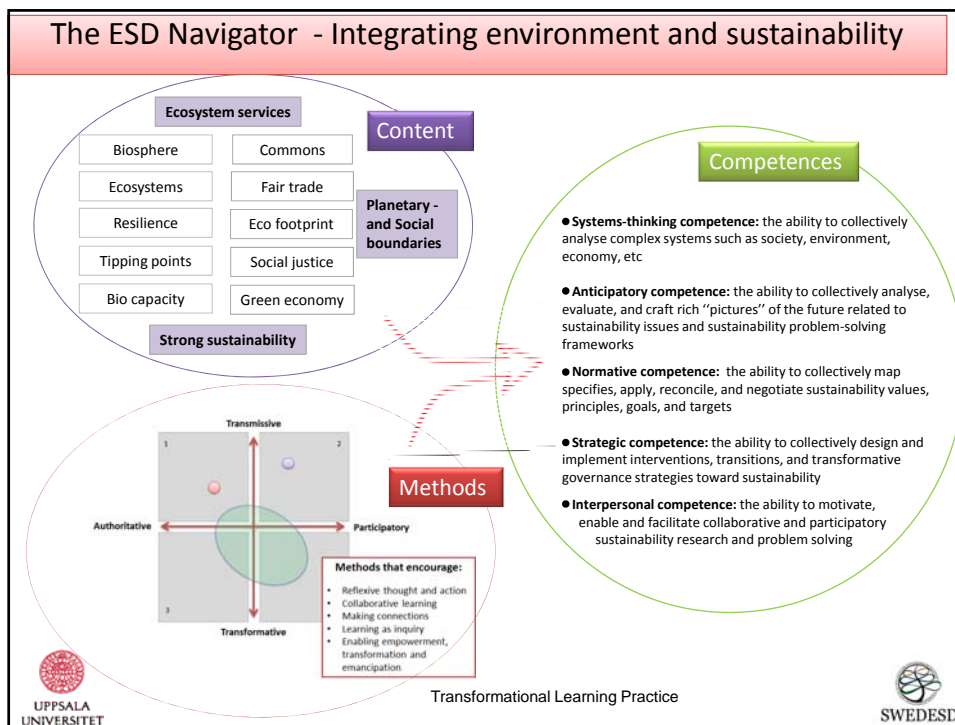 The ESD Navigator - Integrating environment and sustainability
Content
Ecosystem services
Biosphere
Commons
Ecosystems
Fair trade
Resilience
Eco footprint
Tipping points
Social justice
Bio capacity
Green economy
Planetary -
and Social
boundaries
Strong sustainability
Methods
Transmissive
1
2
Authoritative
Participatory
3
Transformative
Methods that encourage:
• Reflexive thought and action
• Collaborative learning
• Making connections
• Learning as inquiry
• Enabling empowerment,
transformation and
emancipation
Competences
● Systems-thinking competence: the ability to collectively
analyse complex systems such as society, environment,
economy, etc
● Anticipatory competence: the ability to collectively analyse,
evaluate, and craft rich ‘‘pictures’’ of the future related to
sustainability issues and sustainability problem-solving
frameworks
● Normative competence: the ability to collectively map
specifies, apply, reconcile, and negotiate sustainability values,
principles, goals, and targets
● Strategic competence: the ability to collectively design and
implement interventions, transitions, and transformative
governance strategies toward sustainability
● Interpersonal competence: the ability to motivate,
enable and facilitate collaborative and participatory
sustainability research and problem solving
UPPSALA
UNIVERSITET
Transformational Learning Practice
SWEDESD